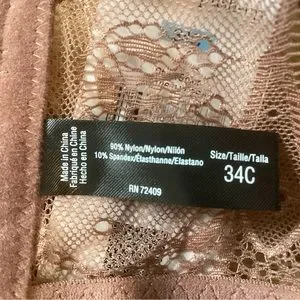 Made in China
Fabriqué en Chine
Hecho en China
90% Nylon/Nylon/Nilón
10% Spandex/Élasthanne/Elastano
RN 72409
Size/Taille/Talla
34C